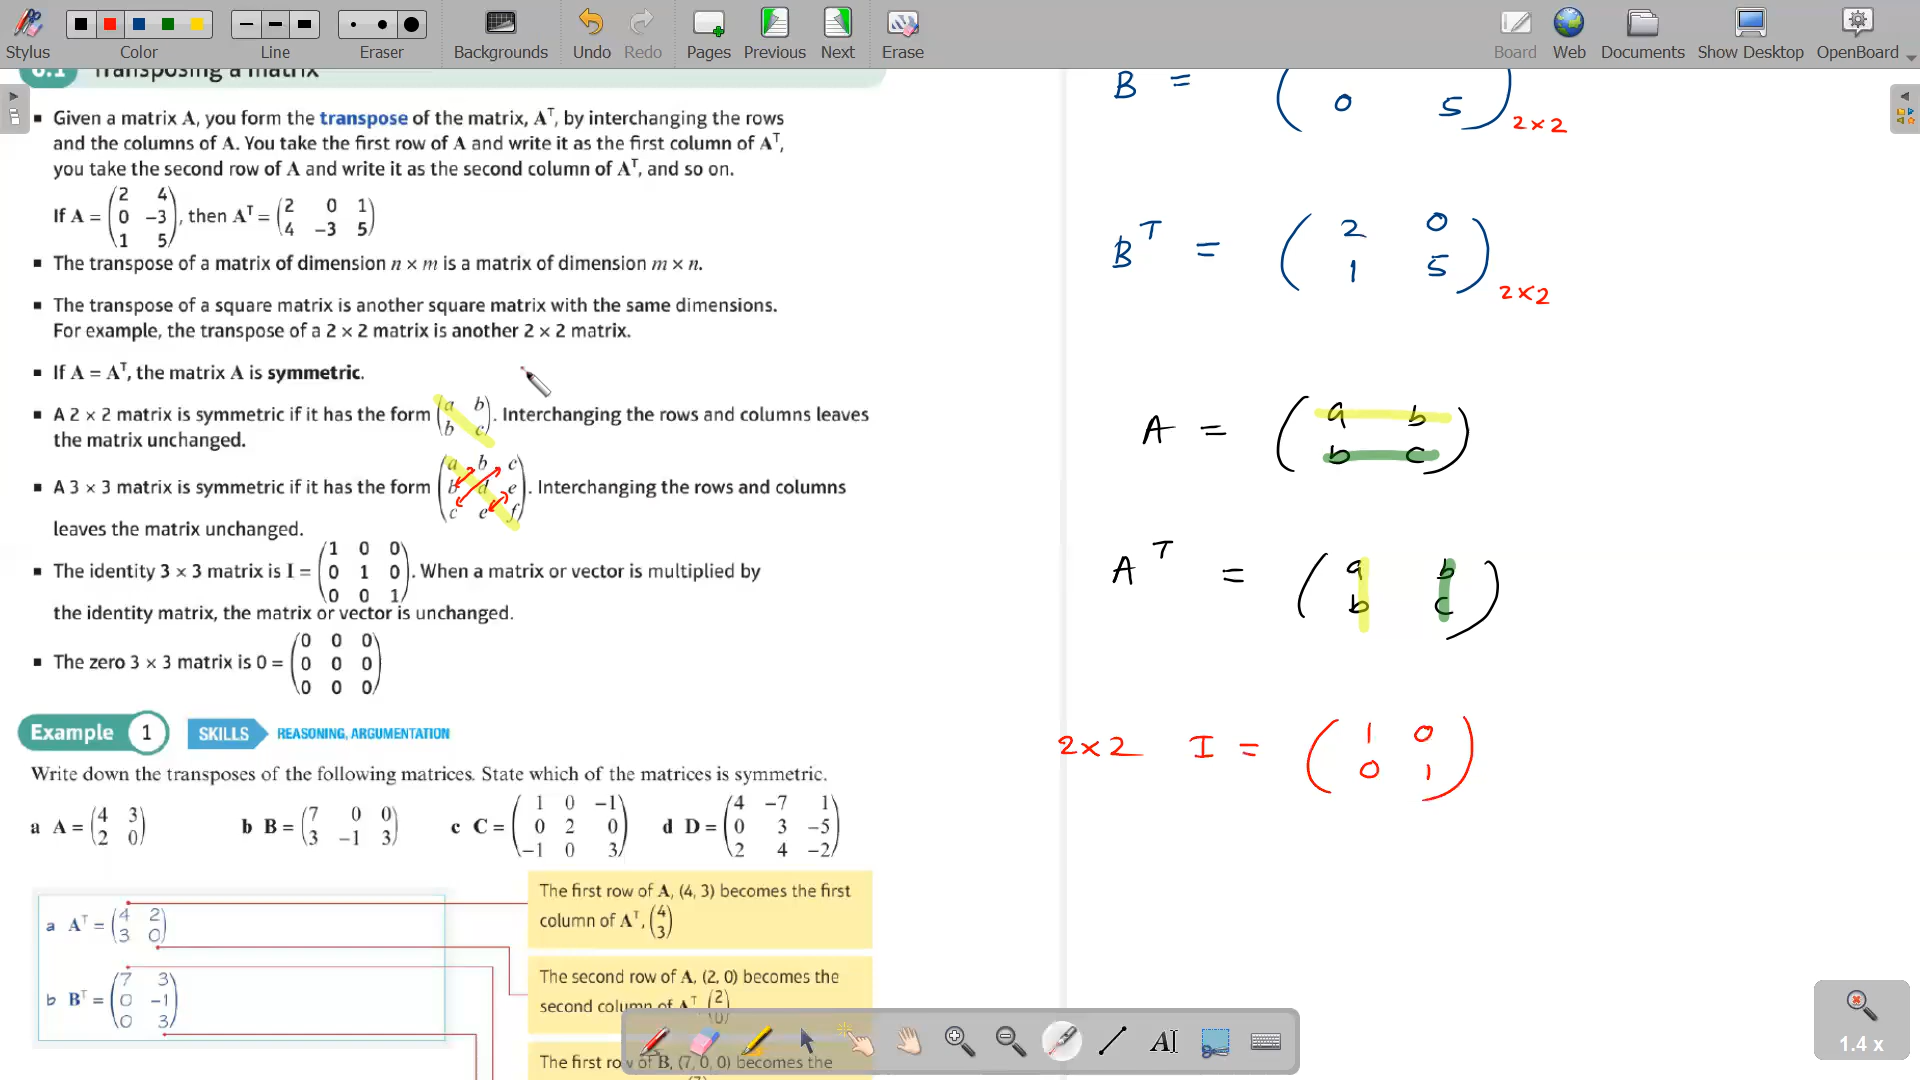 Stylus Color Line Eraser Backgrounds Undo Redo Pages Previous Next Erase Board Web Documents Show Desktop OpenBoard
6.1 Transposing a matrix
Given a matrix A, you form the transpose of the matrix, Aᵀ, by interchanging the rows
and the columns of A. You take the first row of A and write it as the first column of Aᵀ,
you take the second row of A and write it as the second column of Aᵀ, and so on.
If A = (2 4
0 −3
1 5), then Aᵀ = (2 0 1
4 −3 5)
The transpose of a matrix of dimension n × m is a matrix of dimension m × n.
The transpose of a square matrix is another square matrix with the same dimensions.
For example, the transpose of a 2 × 2 matrix is another 2 × 2 matrix.
If A = Aᵀ, the matrix A is symmetric.
A 2 × 2 matrix is symmetric if it has the form (a b
b c). Interchanging the rows and columns leaves
the matrix unchanged.
A 3 × 3 matrix is symmetric if it has the form (a b c
b d e
c e f). Interchanging the rows and columns
leaves the matrix unchanged.
The identity 3 × 3 matrix is I = (1 0 0
0 1 0
0 0 1). When a matrix or vector is multiplied by
the identity matrix, the matrix or vector is unchanged.
The zero 3 × 3 matrix is 0 = (0 0 0
0 0 0
0 0 0)
Example 1 SKILLS REASONING, ARGUMENTATION
Write down the transposes of the following matrices. State which of the matrices is symmetric.
a A = (4 3
2 0)
b B = (7 0 0
3 −1 3)
c C = (1 0 −1
0 2 0
−1 0 3)
d D = (4 −7 1
0 3 −5
2 4 −2)
a Aᵀ = (4 2
3 0)
b Bᵀ = (7 3
0 −1
0 3)
The first row of A, (4, 3) becomes the first
column of Aᵀ, (4
3)
The second row of A, (2, 0) becomes the
second column of Aᵀ (2
0)
The first row of B, (7, 0, 0) becomes the
B = (
0 5) 2×2
Bᵀ = (2 0
1 5) 2×2
A = (a b
b c)
Aᵀ = (a b
b c)
2×2 I = (1 0
0 1)
AI
1.4 x